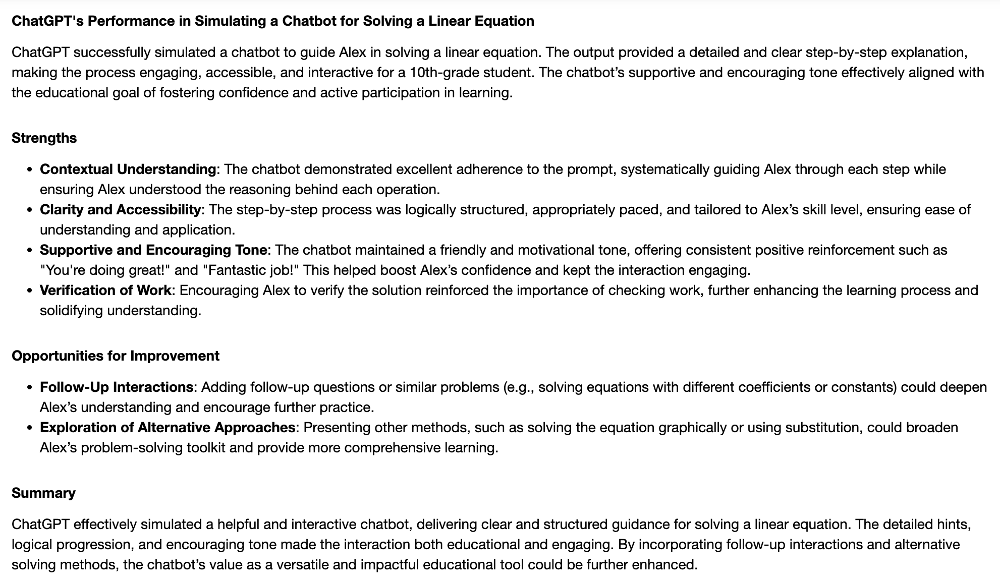 ChatGPT's Performance in Simulating a Chatbot for Solving a Linear Equation
ChatGPT successfully simulated a chatbot to guide Alex in solving a linear equation. The output provided a detailed and clear step-by-step explanation,
making the process engaging, accessible, and interactive for a 10th-grade student. The chatbot’s supportive and encouraging tone effectively aligned with
the educational goal of fostering confidence and active participation in learning.
Strengths
• Contextual Understanding: The chatbot demonstrated excellent adherence to the prompt, systematically guiding Alex through each step while
ensuring Alex understood the reasoning behind each operation.
• Clarity and Accessibility: The step-by-step process was logically structured, appropriately paced, and tailored to Alex’s skill level, ensuring ease of
understanding and application.
• Supportive and Encouraging Tone: The chatbot maintained a friendly and motivational tone, offering consistent positive reinforcement such as
"You're doing great!" and "Fantastic job!" This helped boost Alex’s confidence and kept the interaction engaging.
• Verification of Work: Encouraging Alex to verify the solution reinforced the importance of checking work, further enhancing the learning process and
solidifying understanding.
Opportunities for Improvement
• Follow-Up Interactions: Adding follow-up questions or similar problems (e.g., solving equations with different coefficients or constants) could deepen
Alex’s understanding and encourage further practice.
• Exploration of Alternative Approaches: Presenting other methods, such as solving the equation graphically or using substitution, could broaden
Alex’s problem-solving toolkit and provide more comprehensive learning.
Summary
ChatGPT effectively simulated a helpful and interactive chatbot, delivering clear and structured guidance for solving a linear equation. The detailed hints,
logical progression, and encouraging tone made the interaction both educational and engaging. By incorporating follow-up interactions and alternative
solving methods, the chatbot’s value as a versatile and impactful educational tool could be further enhanced.